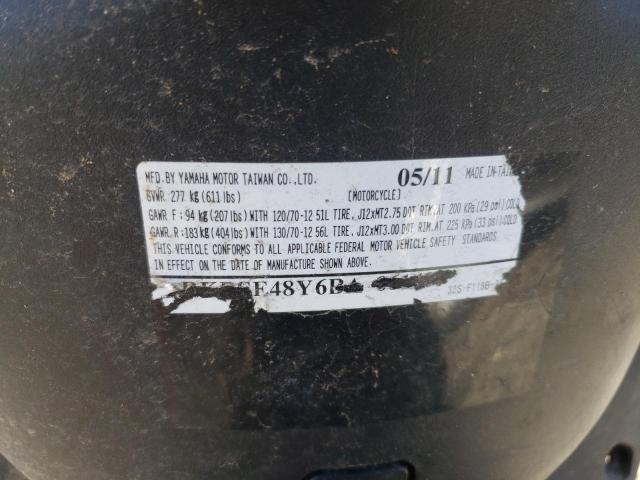 MFD. BY YAMAHA MOTOR TAIWAN CO., LTD. 05/11 MADE IN
GVWR. 277 kg (611 lbs) [MOTORCYCLE]
GAWR F: 94 kg (207 lbs) WITH 120/70-12 51L TIRE, J12xMT2.75 DOT RIM, AT 200 KPa (29 psi) COLD
GAWR. R: 183 kg (404 lbs) WITH 130/70-12 56L TIRE, J12xMT3.00 DOT RIM, AT 225 KPa (33 psi) COLD
THIS VEHICLE CONFORMS TO ALL APPLICABLE FEDERAL MOTOR VEHICLE SAFETY STANDARDS
IN EFFECT ON THE DATE OF MANUFACTURE SHOWN ABOVE.
E48Y6B